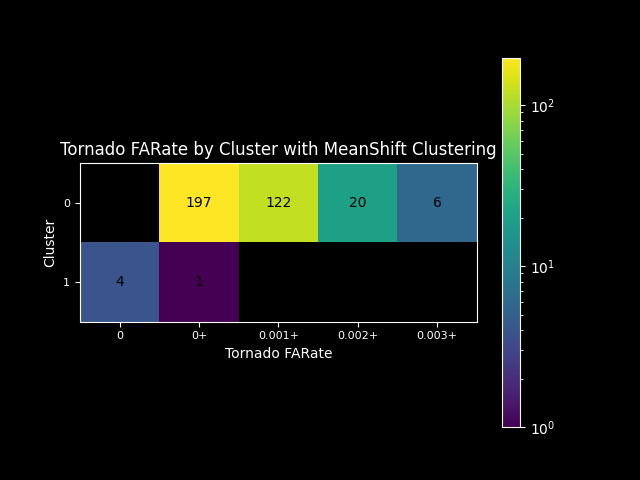 Tornado FARate by Cluster with MeanShift Clustering
0 197 122 20 6
1 4 1
0 0+ 0.001+ 0.002+ 0.003+
Tornado FARate
Cluster
10²
10¹
10⁰